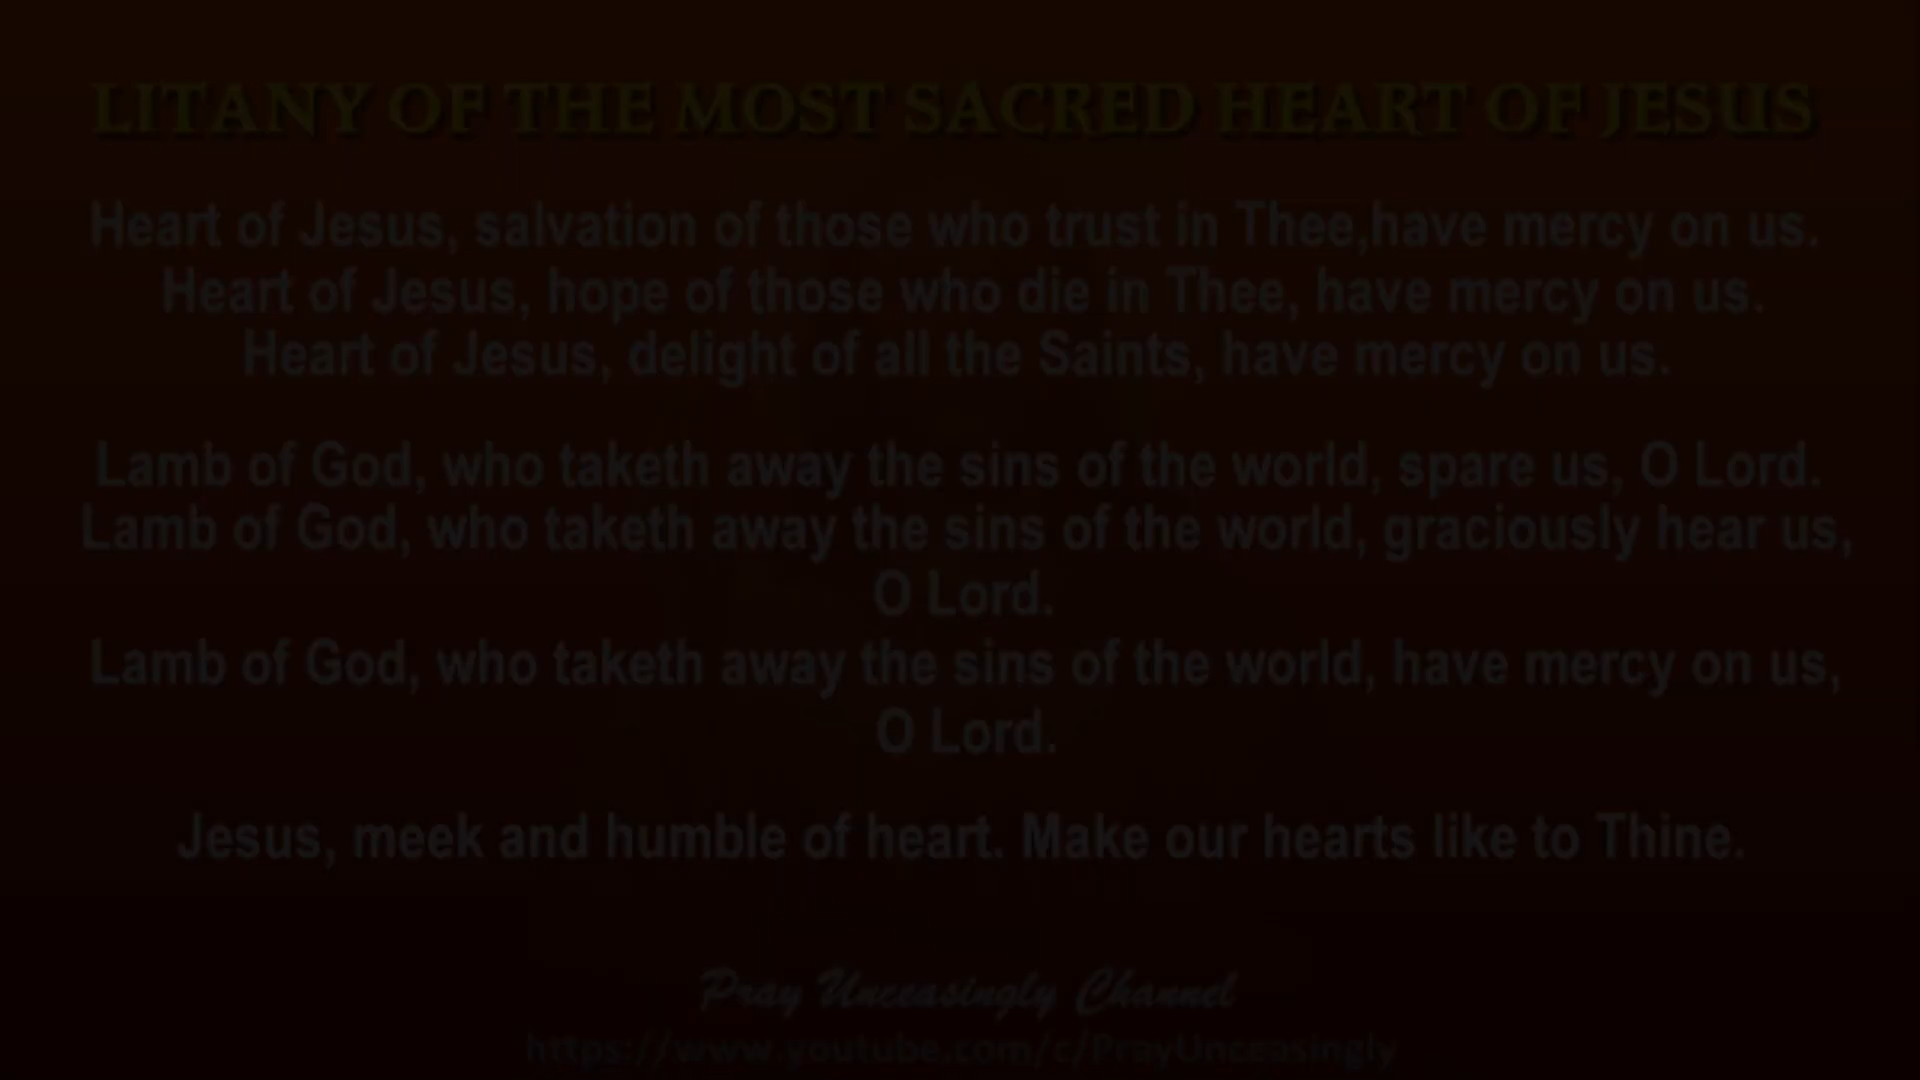 LITANY OF THE MOST SACRED HEART OF JESUS
Heart of Jesus, salvation of those who trust in Thee,have mercy on us.
Heart of Jesus, hope of those who die in Thee, have mercy on us.
Heart of Jesus, delight of all the Saints, have mercy on us.
Lamb of God, who taketh away the sins of the world, spare us, O Lord.
Lamb of God, who taketh away the sins of the world, graciously hear us,
O Lord.
Lamb of God, who taketh away the sins of the world, have mercy on us,
O Lord.
Jesus, meek and humble of heart. Make our hearts like to Thine.
Pray Unceasingly Channel
https://www.youtube.com/c/PrayUnceasingly